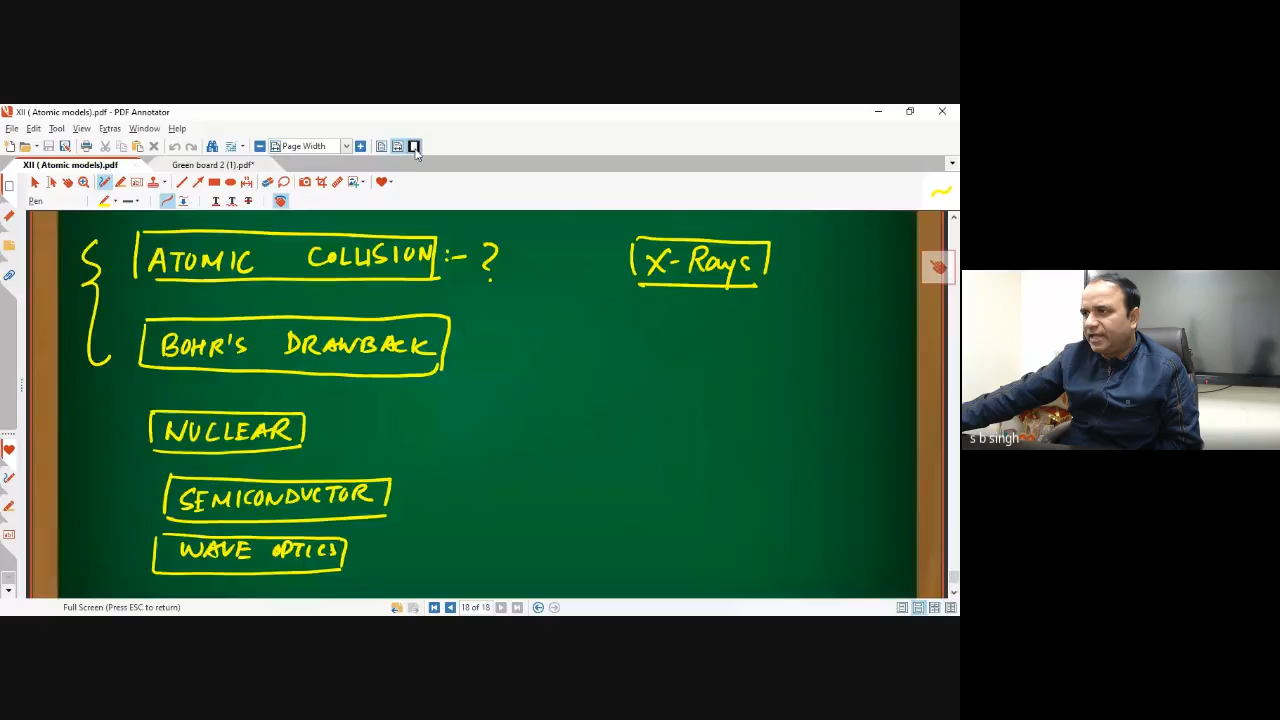 XII ( Atomic models).pdf - PDF Annotator
File Edit Tool View Extras Window Help
Page Width
XII ( Atomic models).pdf Green board 2 (1).pdf*
Pen
ATOMIC COLLISION :- ?
X-Rays
BOHR'S DRAWBACK
NUCLEAR
SEMICONDUCTOR
WAVE OPTICS
s b singh
Full Screen (Press ESC to return)
18 of 18